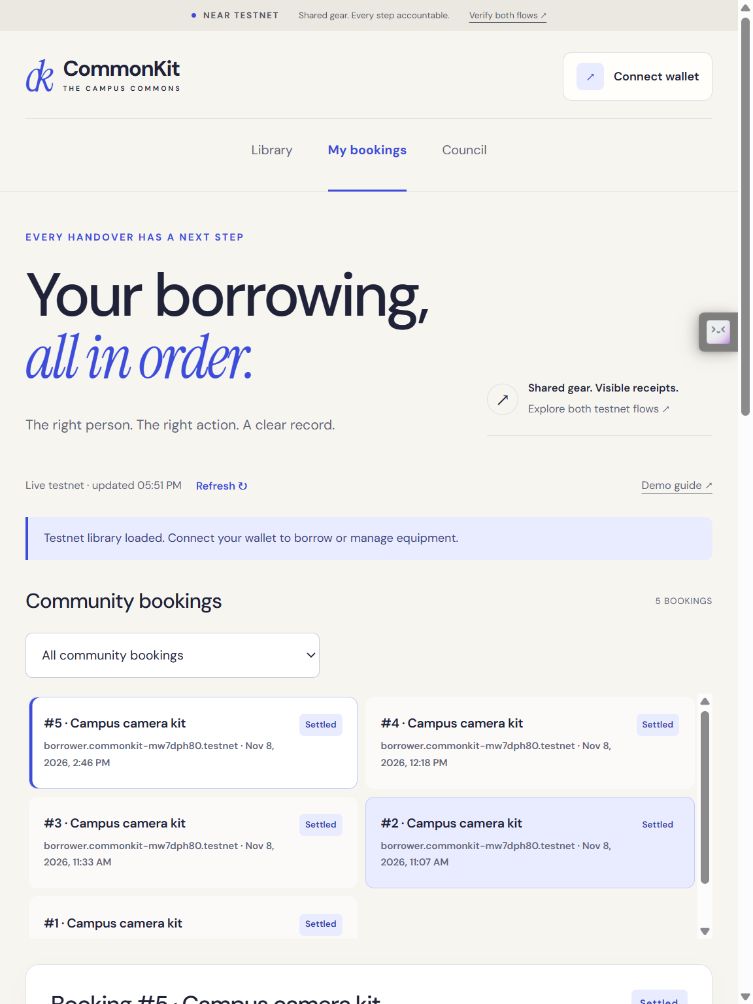 NEAR TESTNET Shared gear. Every step accountable. Verify both flows ↗
dk CommonKit
THE CAMPUS COMMONS
↗ Connect wallet
Library My bookings Council
EVERY HANDOVER HAS A NEXT STEP
Your borrowing,
all in order.
Shared gear. Visible receipts.
Explore both testnet flows ↗
The right person. The right action. A clear record.
Live testnet · updated 05:51 PM Refresh ↻ Demo guide ↗
Testnet library loaded. Connect your wallet to borrow or manage equipment.
Community bookings 5 BOOKINGS
All community bookings
#5 · Campus camera kit Settled
borrower.commonkit-mw7dph80.testnet · Nov 8,
2026, 2:46 PM
#4 · Campus camera kit Settled
borrower.commonkit-mw7dph80.testnet · Nov 8,
2026, 12:18 PM
#3 · Campus camera kit Settled
borrower.commonkit-mw7dph80.testnet · Nov 8,
2026, 11:33 AM
#2 · Campus camera kit Settled
borrower.commonkit-mw7dph80.testnet · Nov 8,
2026, 11:07 AM
#1 · Campus camera kit Settled
Booking #5 · Campus camera kit Settled